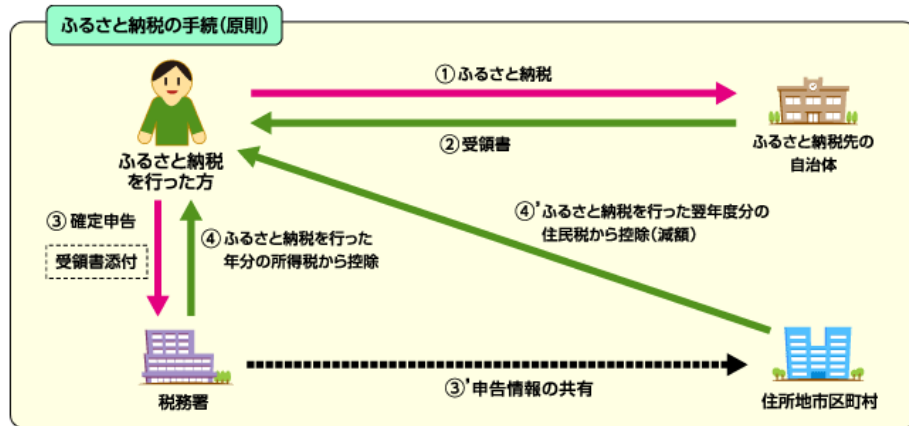 ふるさと納税の手続(原則)
①ふるさと納税
②受領書
ふるさと納税
を行った方
ふるさと納税先の
自治体
③確定申告
受領書添付
④ふるさと納税を行った
年分の所得税から控除
④'ふるさと納税を行った翌年度分の
住民税から控除(減額)
税務署
③'申告情報の共有
住所地市区町村